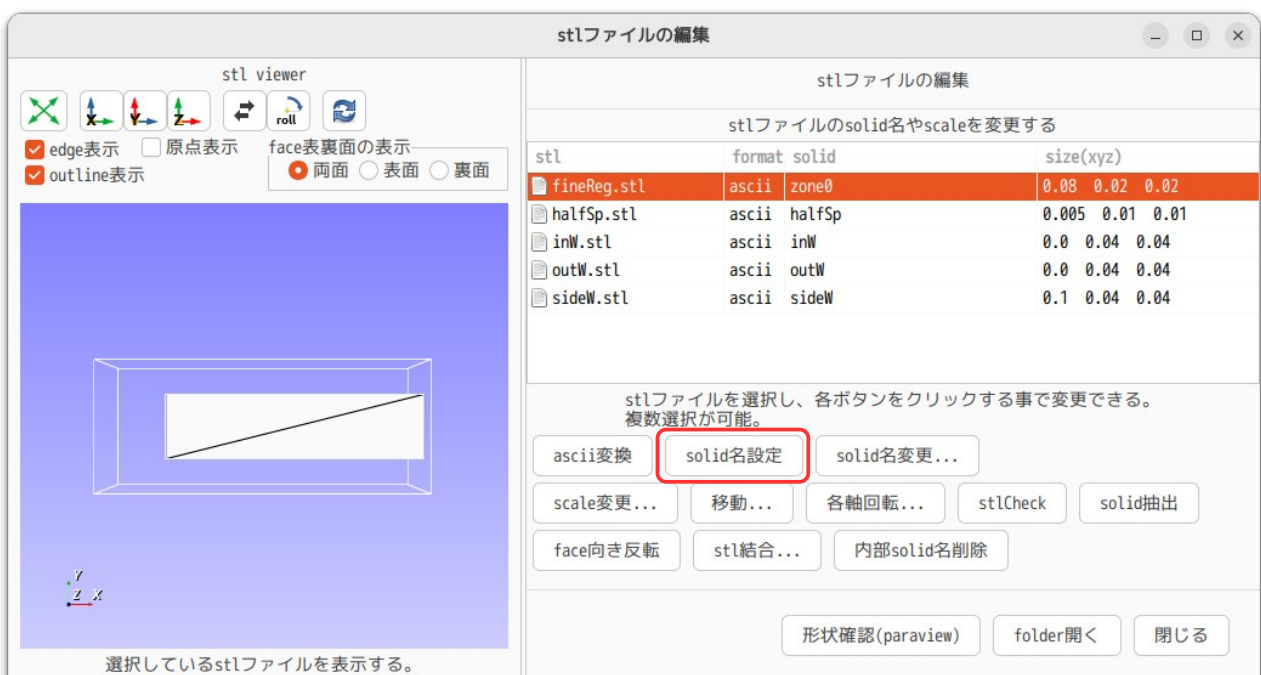 stlファイルの編集
stl viewer
X Y Z roll
edge表示 原点表示 face表裏面の表示
outline表示 両面 表面 裏面
Y
Z X
選択しているstlファイルを表示する。
stlファイルの編集
stlファイルのsolid名やscaleを変更する
stl format solid size(xyz)
fineReg.stl ascii zone0 0.08 0.02 0.02
halfSp.stl ascii halfSp 0.005 0.01 0.01
inW.stl ascii inW 0.0 0.04 0.04
outW.stl ascii outW 0.0 0.04 0.04
sideW.stl ascii sideW 0.1 0.04 0.04
stlファイルを選択し、各ボタンをクリックする事で変更できる。
複数選択が可能。
ascii変換 solid名設定 solid名変更...
scale変更... 移動... 各軸回転... stlCheck solid抽出
face向き反転 stl結合... 内部solid名削除
形状確認(paraview) folder開く 閉じる